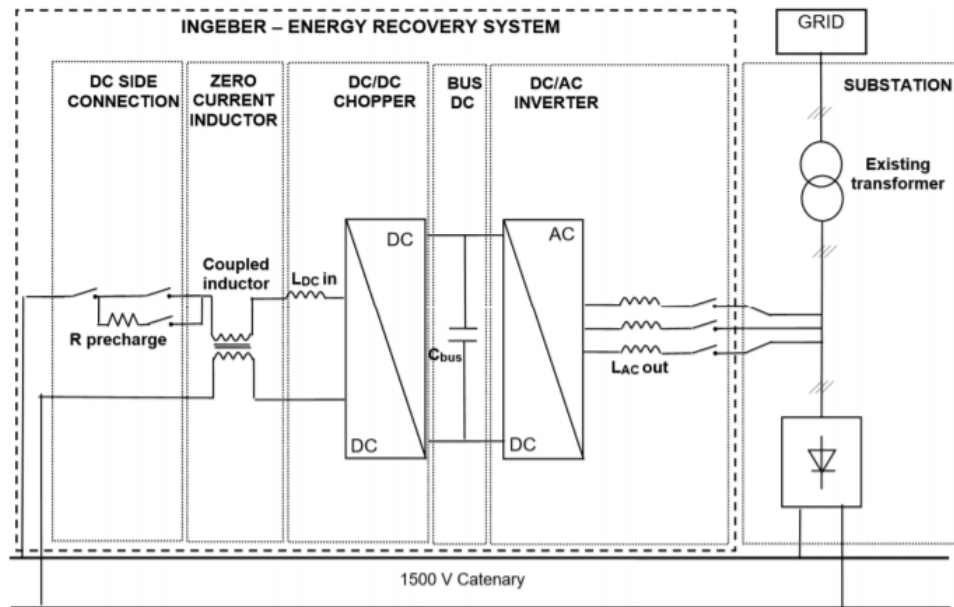 INGEBER – ENERGY RECOVERY SYSTEM
GRID
DC SIDE
CONNECTION
ZERO
CURRENT
INDUCTOR
DC/DC
CHOPPER
BUS
DC
DC/AC
INVERTER
SUBSTATION
Existing
transformer
Coupled
inductor
LDC in
R precharge
DC
DC
Cbus
AC
DC
LAC out
1500 V Catenary